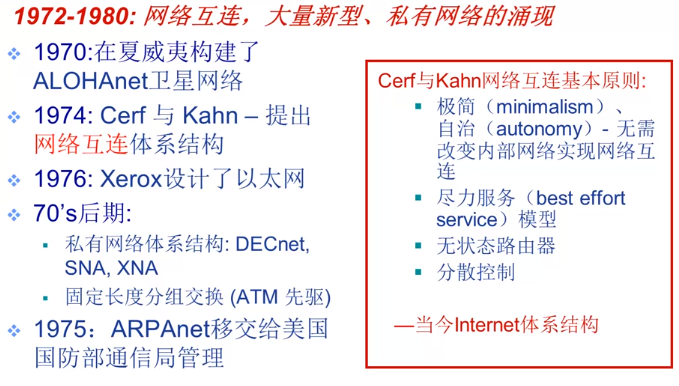 1972-1980: 网络互连，大量新型、私有网络的涌现
1970:在夏威夷构建了
ALOHAnet卫星网络
1974: Cerf 与 Kahn – 提出
网络互连体系结构
1976: Xerox设计了以太网
70's后期:
私有网络体系结构: DECnet,
SNA, XNA
固定长度分组交换 (ATM 先驱)
1975：ARPAnet移交给美国
国防部通信局管理
Cerf与Kahn网络互连基本原则:
极简（minimalism）、
自治（autonomy）- 无需
改变内部网络实现网络互
连
尽力服务（best effort
service）模型
无状态路由器
分散控制
—当今Internet体系结构